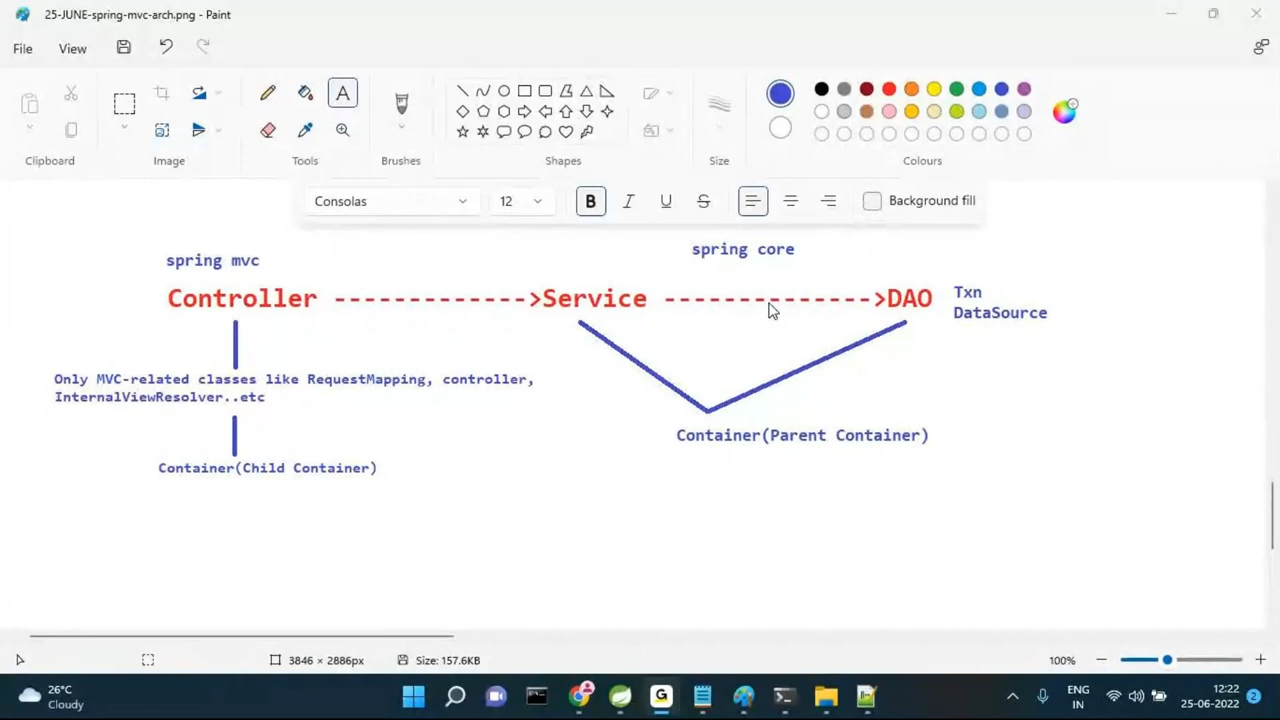 25-JUNE-spring-mvc-arch.png - Paint
File View
Clipboard Image Tools Brushes Shapes Size Colours
Consolas 12 B I U S Background fill
spring core
spring mvc
Controller ------------->Service -------------->DAO
Txn
DataSource
Only MVC-related classes like RequestMapping, controller,
InternalViewResolver..etc
Container(Parent Container)
Container(Child Container)
3846 × 2886px Size: 157.6KB 100%
26°C
Cloudy
ENG
IN
12:22
25-06-2022
2